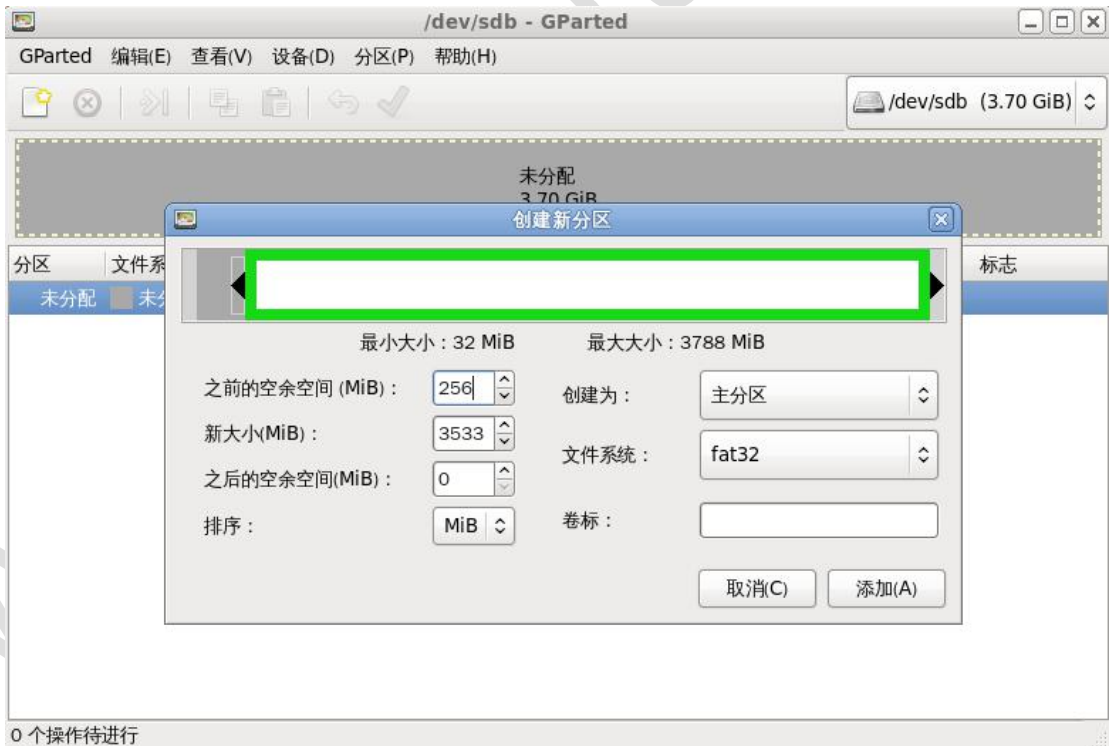 /dev/sdb - GParted
GParted 编辑(E) 查看(V) 设备(D) 分区(P) 帮助(H)
/dev/sdb (3.70 GiB)
未分配
3.70 GiB
创建新分区
分区 文件系 标志
未分配 未分
最小大小：32 MiB 最大大小：3788 MiB
之前的空余空间 (MiB)： 256 创建为： 主分区
新大小(MiB)： 3533
文件系统： fat32
之后的空余空间(MiB)： 0
排序： MiB 卷标：
取消(C) 添加(A)
0 个操作待进行